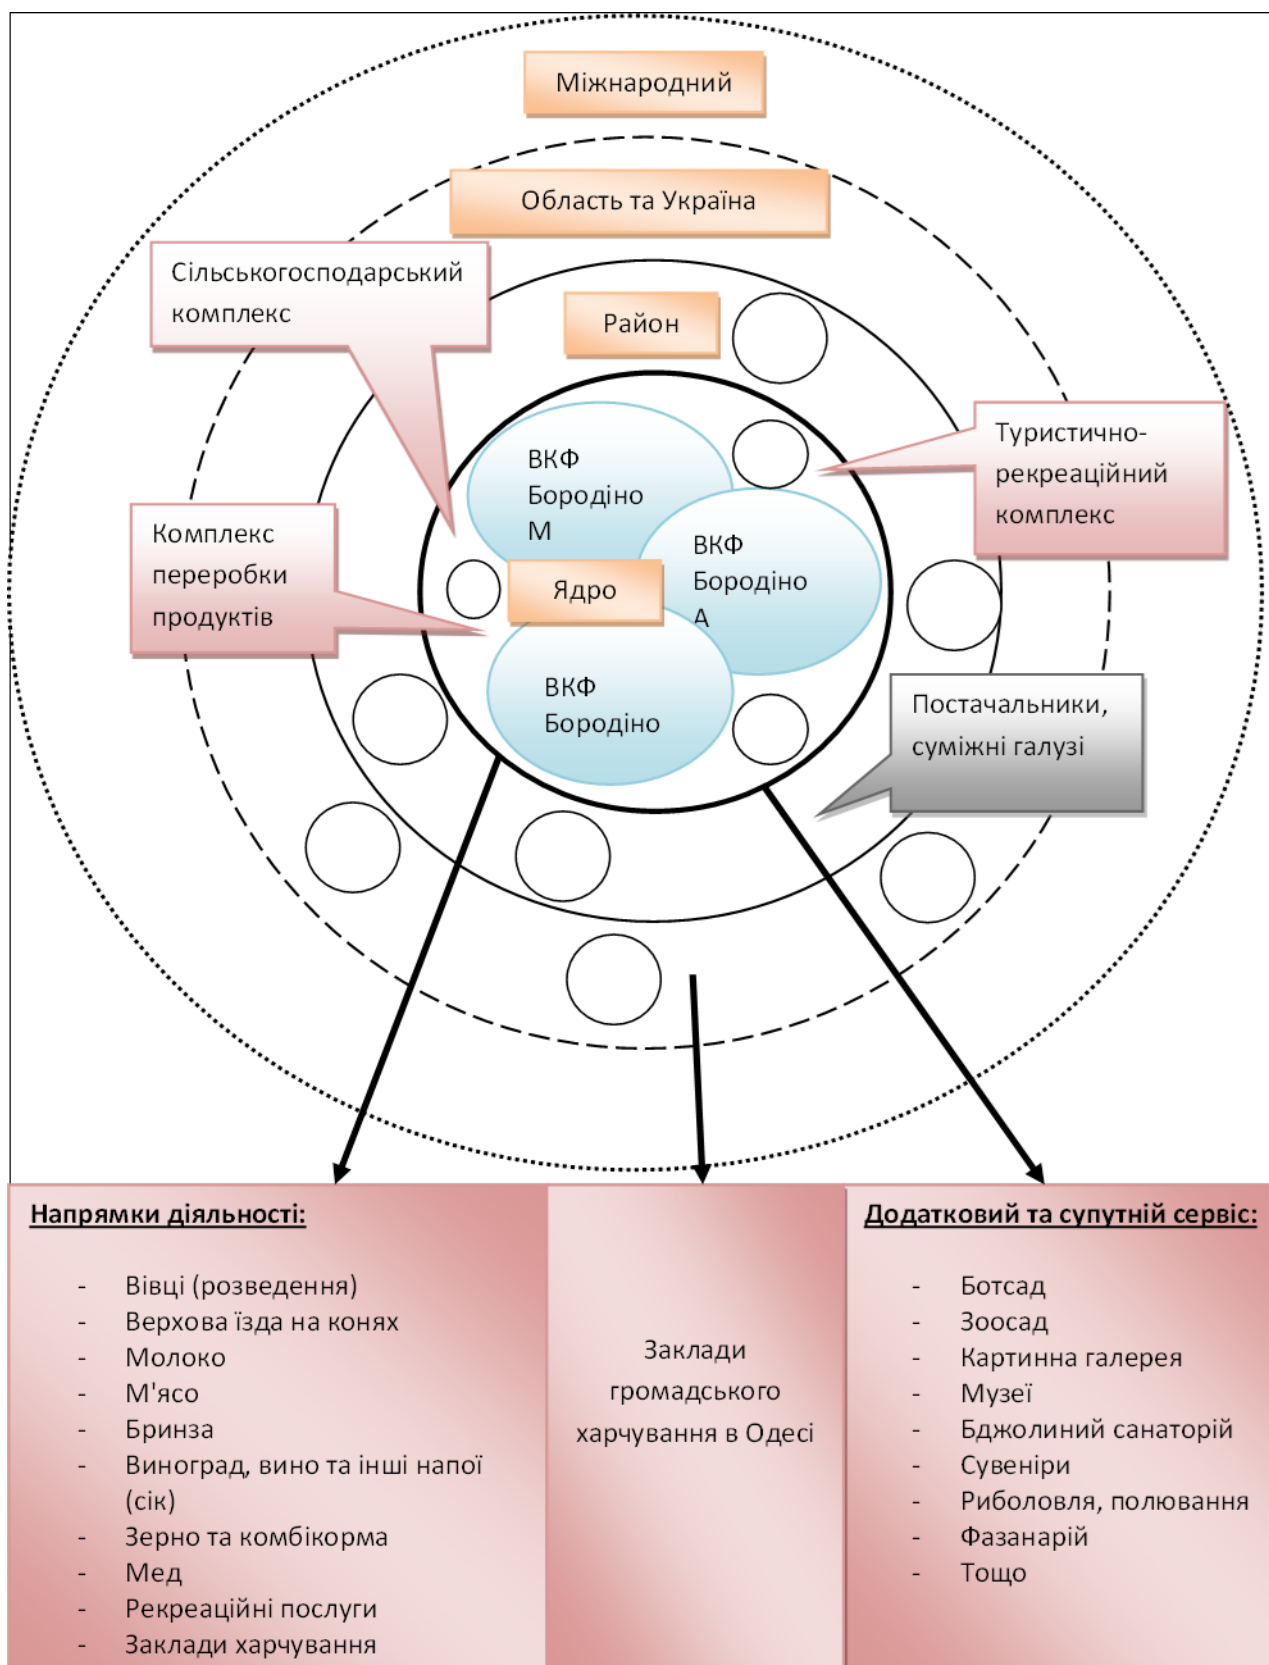 Міжнародний
Область та Україна
Сільськогосподарський
комплекс
Район
Туристично-
рекреаційний
комплекс
ВКФ
Бородіно
М
Комплекс
переробки
продуктів
ВКФ
Бородіно
А
Ядро
ВКФ
Бородіно
Постачальники,
суміжні галузі
Напрямки діяльності:
- Вівці (розведення)
- Верхова їзда на конях
- Молоко
- М'ясо
- Бринза
- Виноград, вино та інші напої
(сік)
- Зерно та комбікорма
- Мед
- Рекреаційні послуги
- Заклади харчування
Заклади
громадського
харчування в Одесі
Додатковий та супутній сервіс:
- Ботсад
- Зоосад
- Картинна галерея
- Музеї
- Бджолиний санаторій
- Сувеніри
- Риболовля, полювання
- Фазанарій
- Тощо